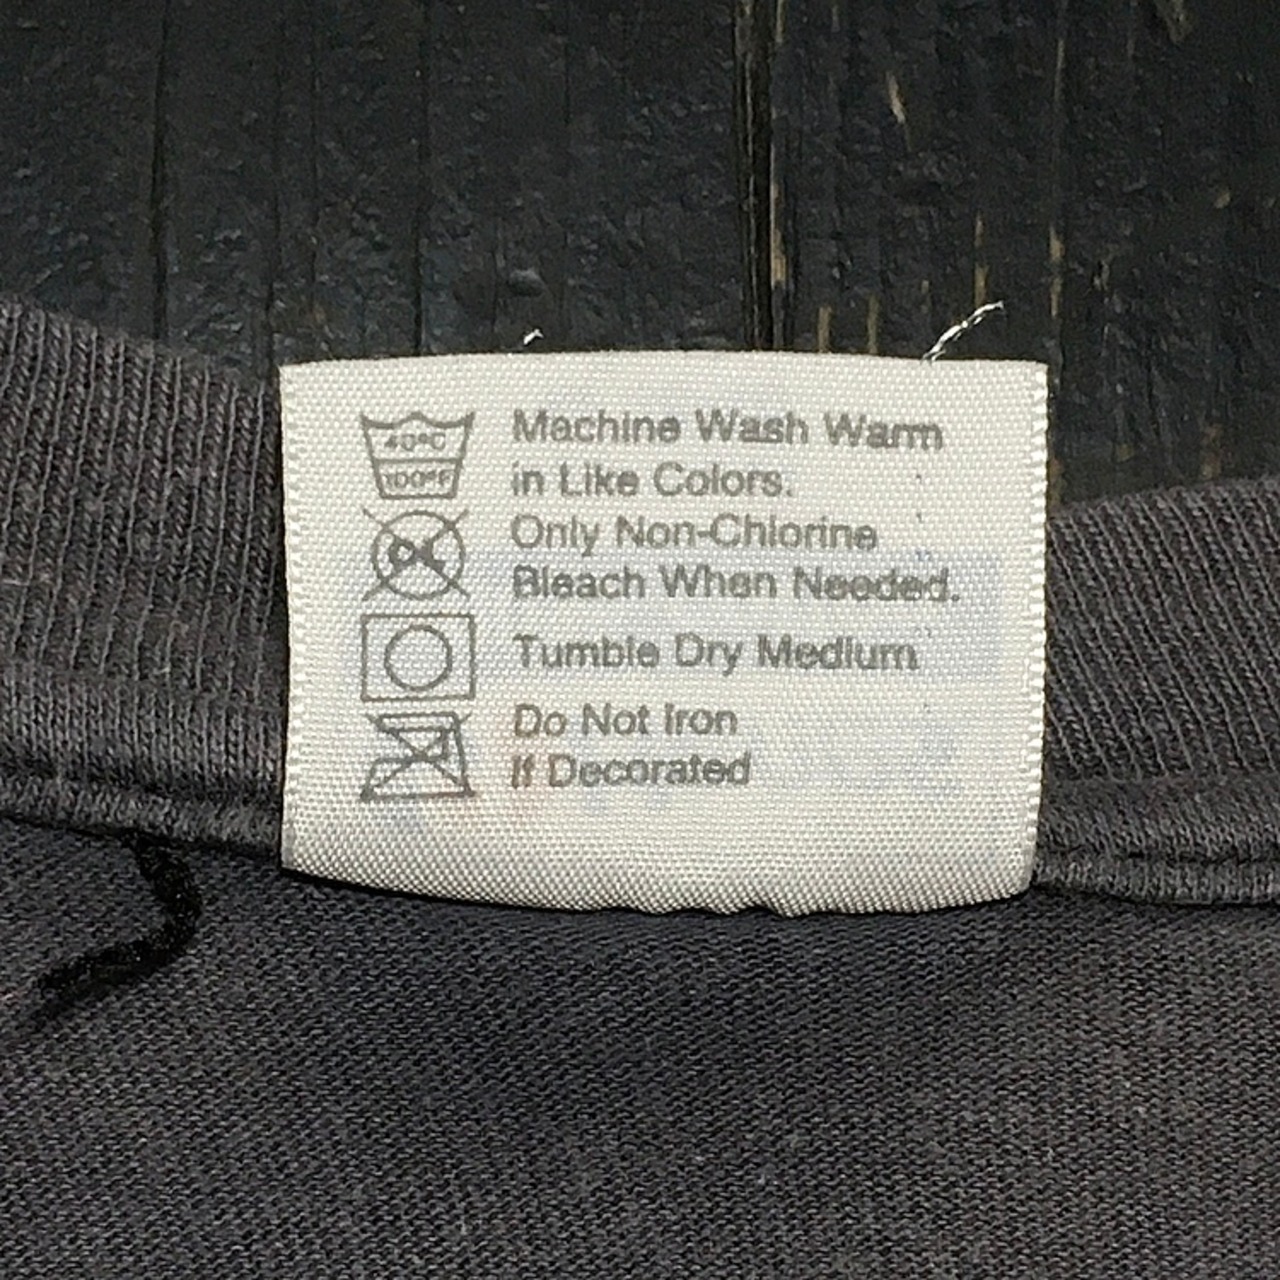 40°C
100°F
Machine Wash Warm
in Like Colors.
CL
Only Non-Chlorine
Bleach When Needed.
Tumble Dry Medium
Do Not Iron
If Decorated